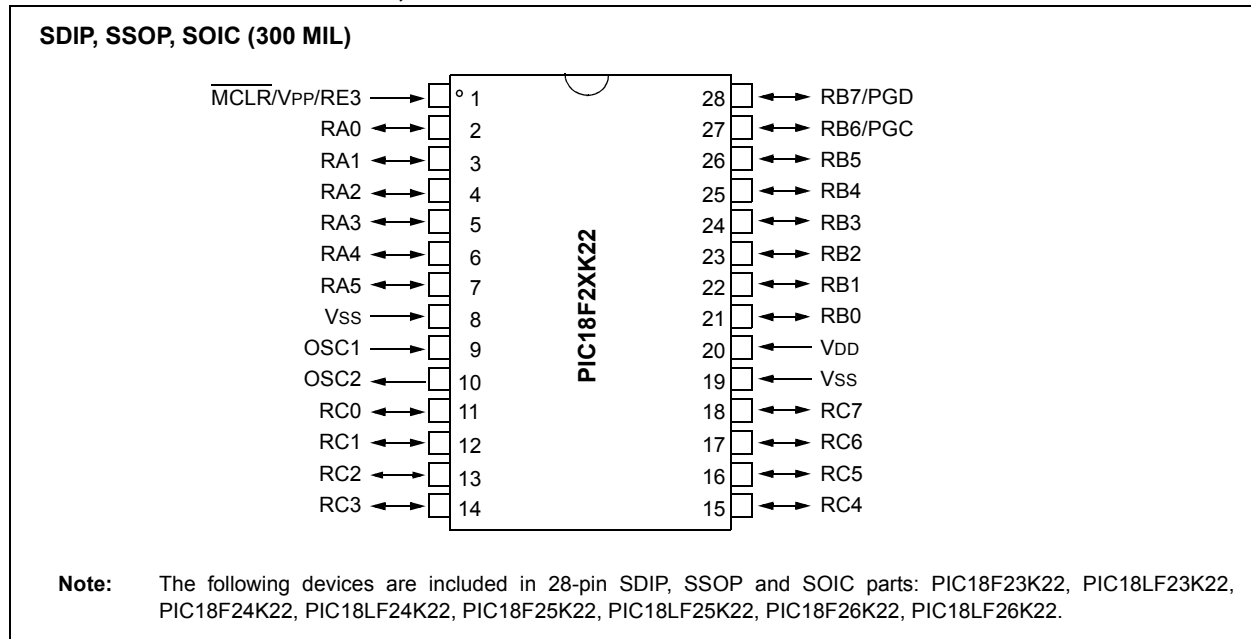 SDIP, SSOP, SOIC (300 MIL)
MCLR/VPP/RE3 1 28 RB7/PGD
RA0 2 27 RB6/PGC
RA1 3 26 RB5
RA2 4 25 RB4
RA3 5 24 RB3
RA4 6 23 RB2
RA5 7 22 RB1
VSS 8 21 RB0
OSC1 9 20 VDD
OSC2 10 19 VSS
RC0 11 18 RC7
RC1 12 17 RC6
RC2 13 16 RC5
RC3 14 15 RC4
PIC18F2XK22
Note: The following devices are included in 28-pin SDIP, SSOP and SOIC parts: PIC18F23K22, PIC18LF23K22,
PIC18F24K22, PIC18LF24K22, PIC18F25K22, PIC18LF25K22, PIC18F26K22, PIC18LF26K22.